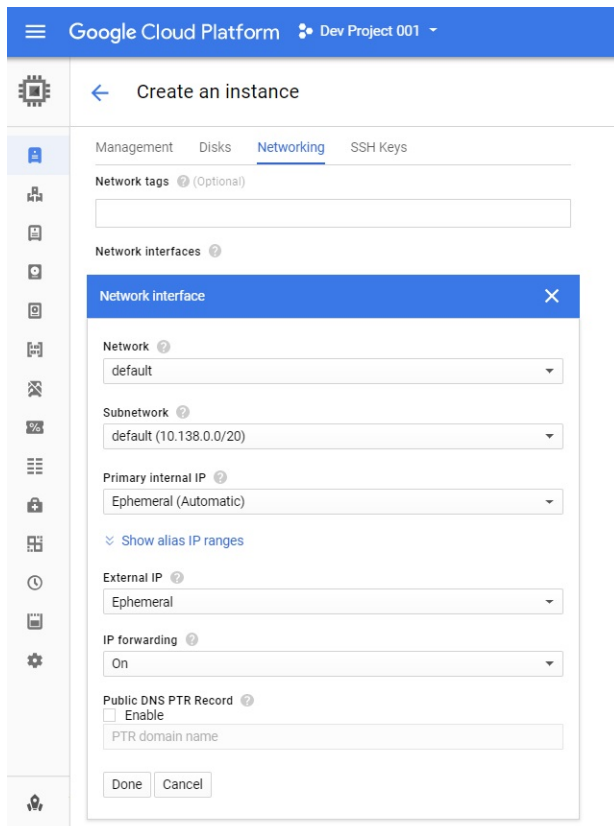 Google Cloud Platform Dev Project 001
Create an instance
Management Disks Networking SSH Keys
Network tags ? (Optional)
Network interfaces ?
Network interface
Network ?
default
Subnetwork ?
default (10.138.0.0/20)
Primary internal IP ?
Ephemeral (Automatic)
Show alias IP ranges
External IP ?
Ephemeral
IP forwarding ?
On
Public DNS PTR Record ?
Enable
PTR domain name
Done Cancel